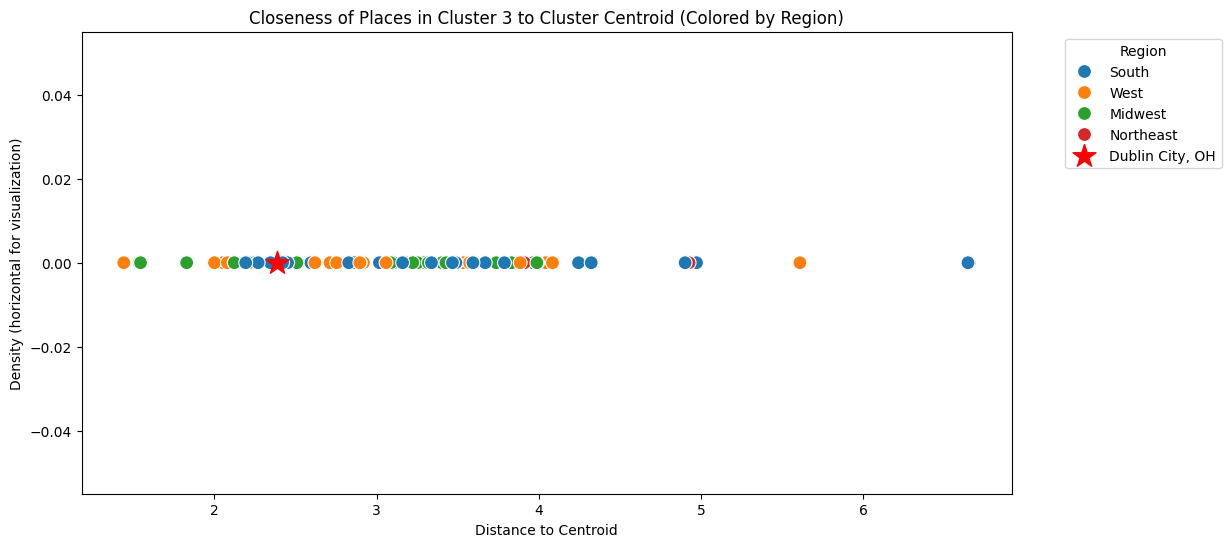 Closeness of Places in Cluster 3 to Cluster Centroid (Colored by Region)
Region
South
West
Midwest
Northeast
Dublin City, OH
Density (horizontal for visualization)
0.04
0.02
0.00
−0.02
−0.04
2 3 4 5 6
Distance to Centroid